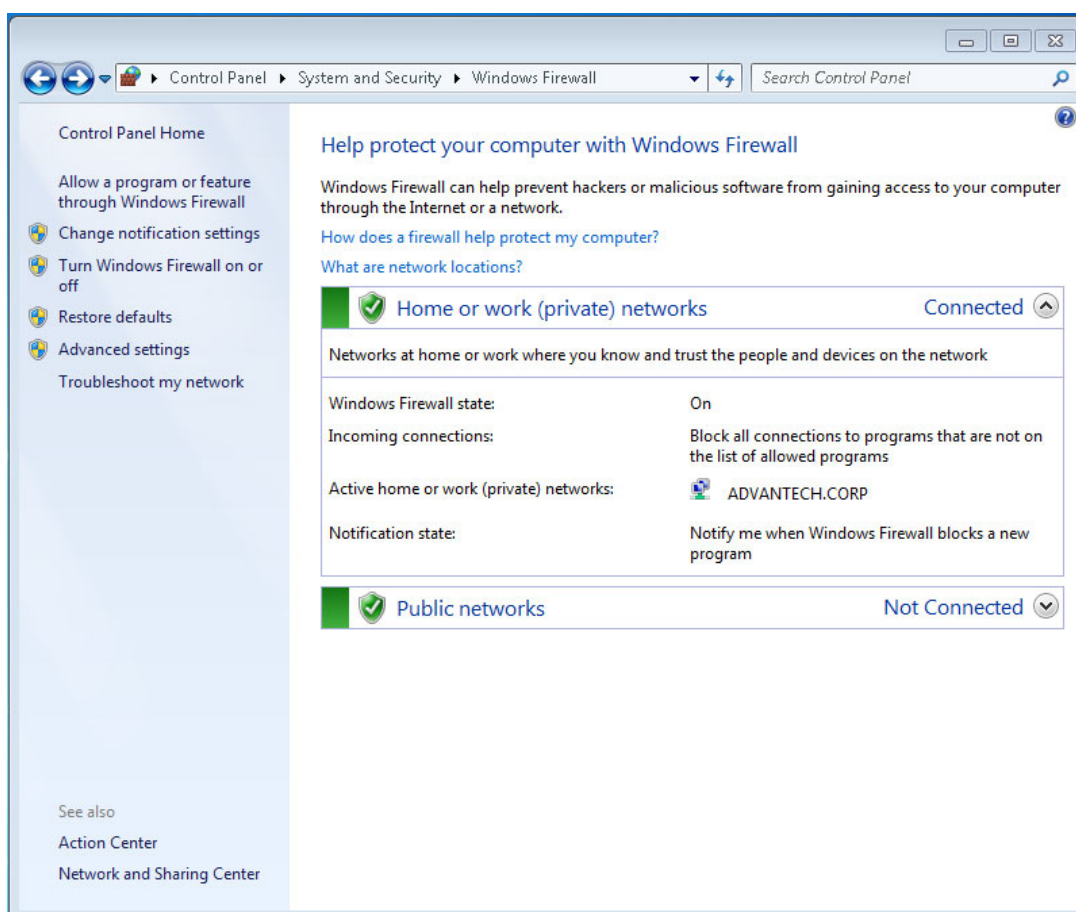 Control Panel ▸ System and Security ▸ Windows Firewall
Search Control Panel
Control Panel Home
Allow a program or feature
through Windows Firewall
Change notification settings
Turn Windows Firewall on or
off
Restore defaults
Advanced settings
Troubleshoot my network
See also
Action Center
Network and Sharing Center
Help protect your computer with Windows Firewall
Windows Firewall can help prevent hackers or malicious software from gaining access to your computer
through the Internet or a network.
How does a firewall help protect my computer?
What are network locations?
Home or work (private) networks Connected
Networks at home or work where you know and trust the people and devices on the network
Windows Firewall state: On
Incoming connections: Block all connections to programs that are not on
the list of allowed programs
Active home or work (private) networks: ADVANTECH.CORP
Notification state: Notify me when Windows Firewall blocks a new
program
Public networks Not Connected